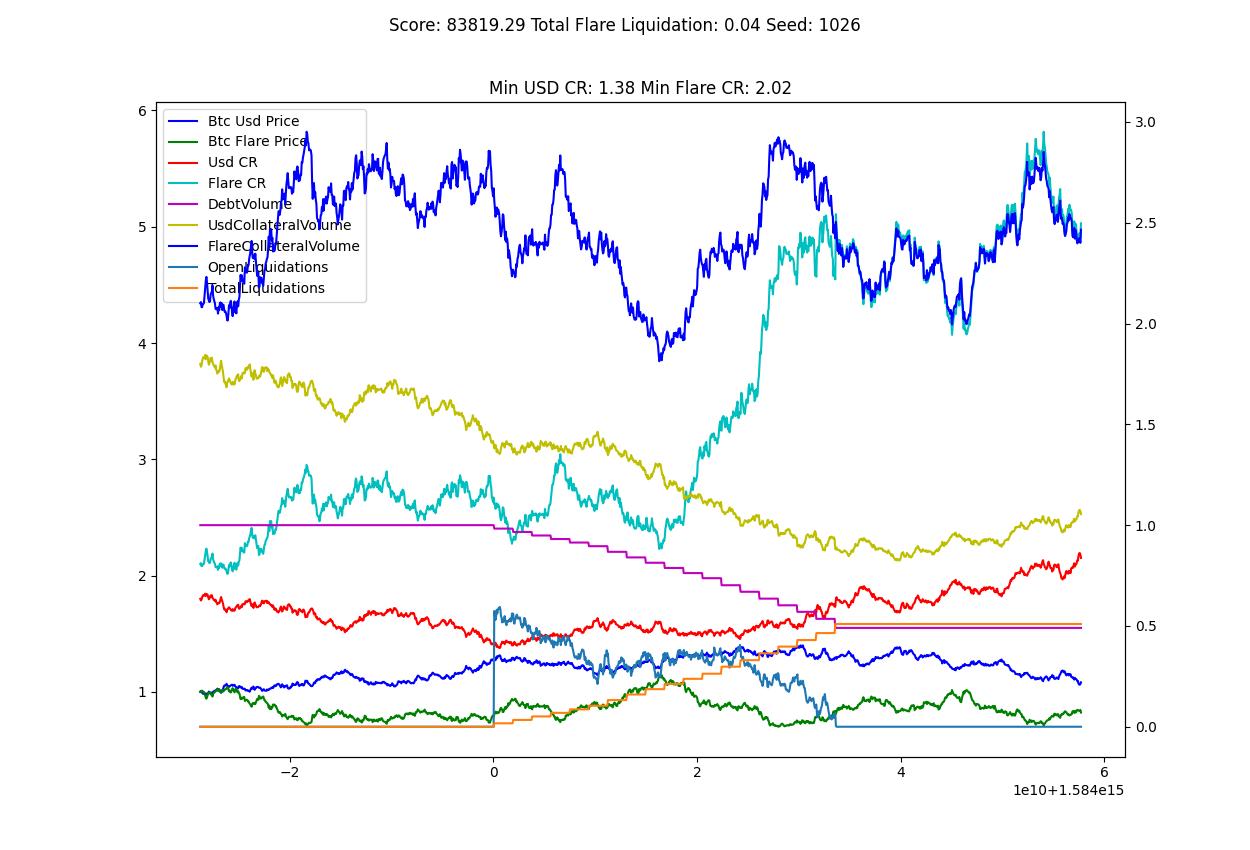 Score: 83819.29 Total Flare Liquidation: 0.04 Seed: 1026
Min USD CR: 1.38 Min Flare CR: 2.02
Btc Usd Price
Btc Flare Price
Usd CR
Flare CR
DebtVolume
UsdCollateralVolume
FlareCollateralVolume
OpenLiquidations
TotalLiquidations
6
5
4
3
2
1
3.0
2.5
2.0
1.5
1.0
0.5
0.0
−2
0
2
4
6
1e10+1.584e15